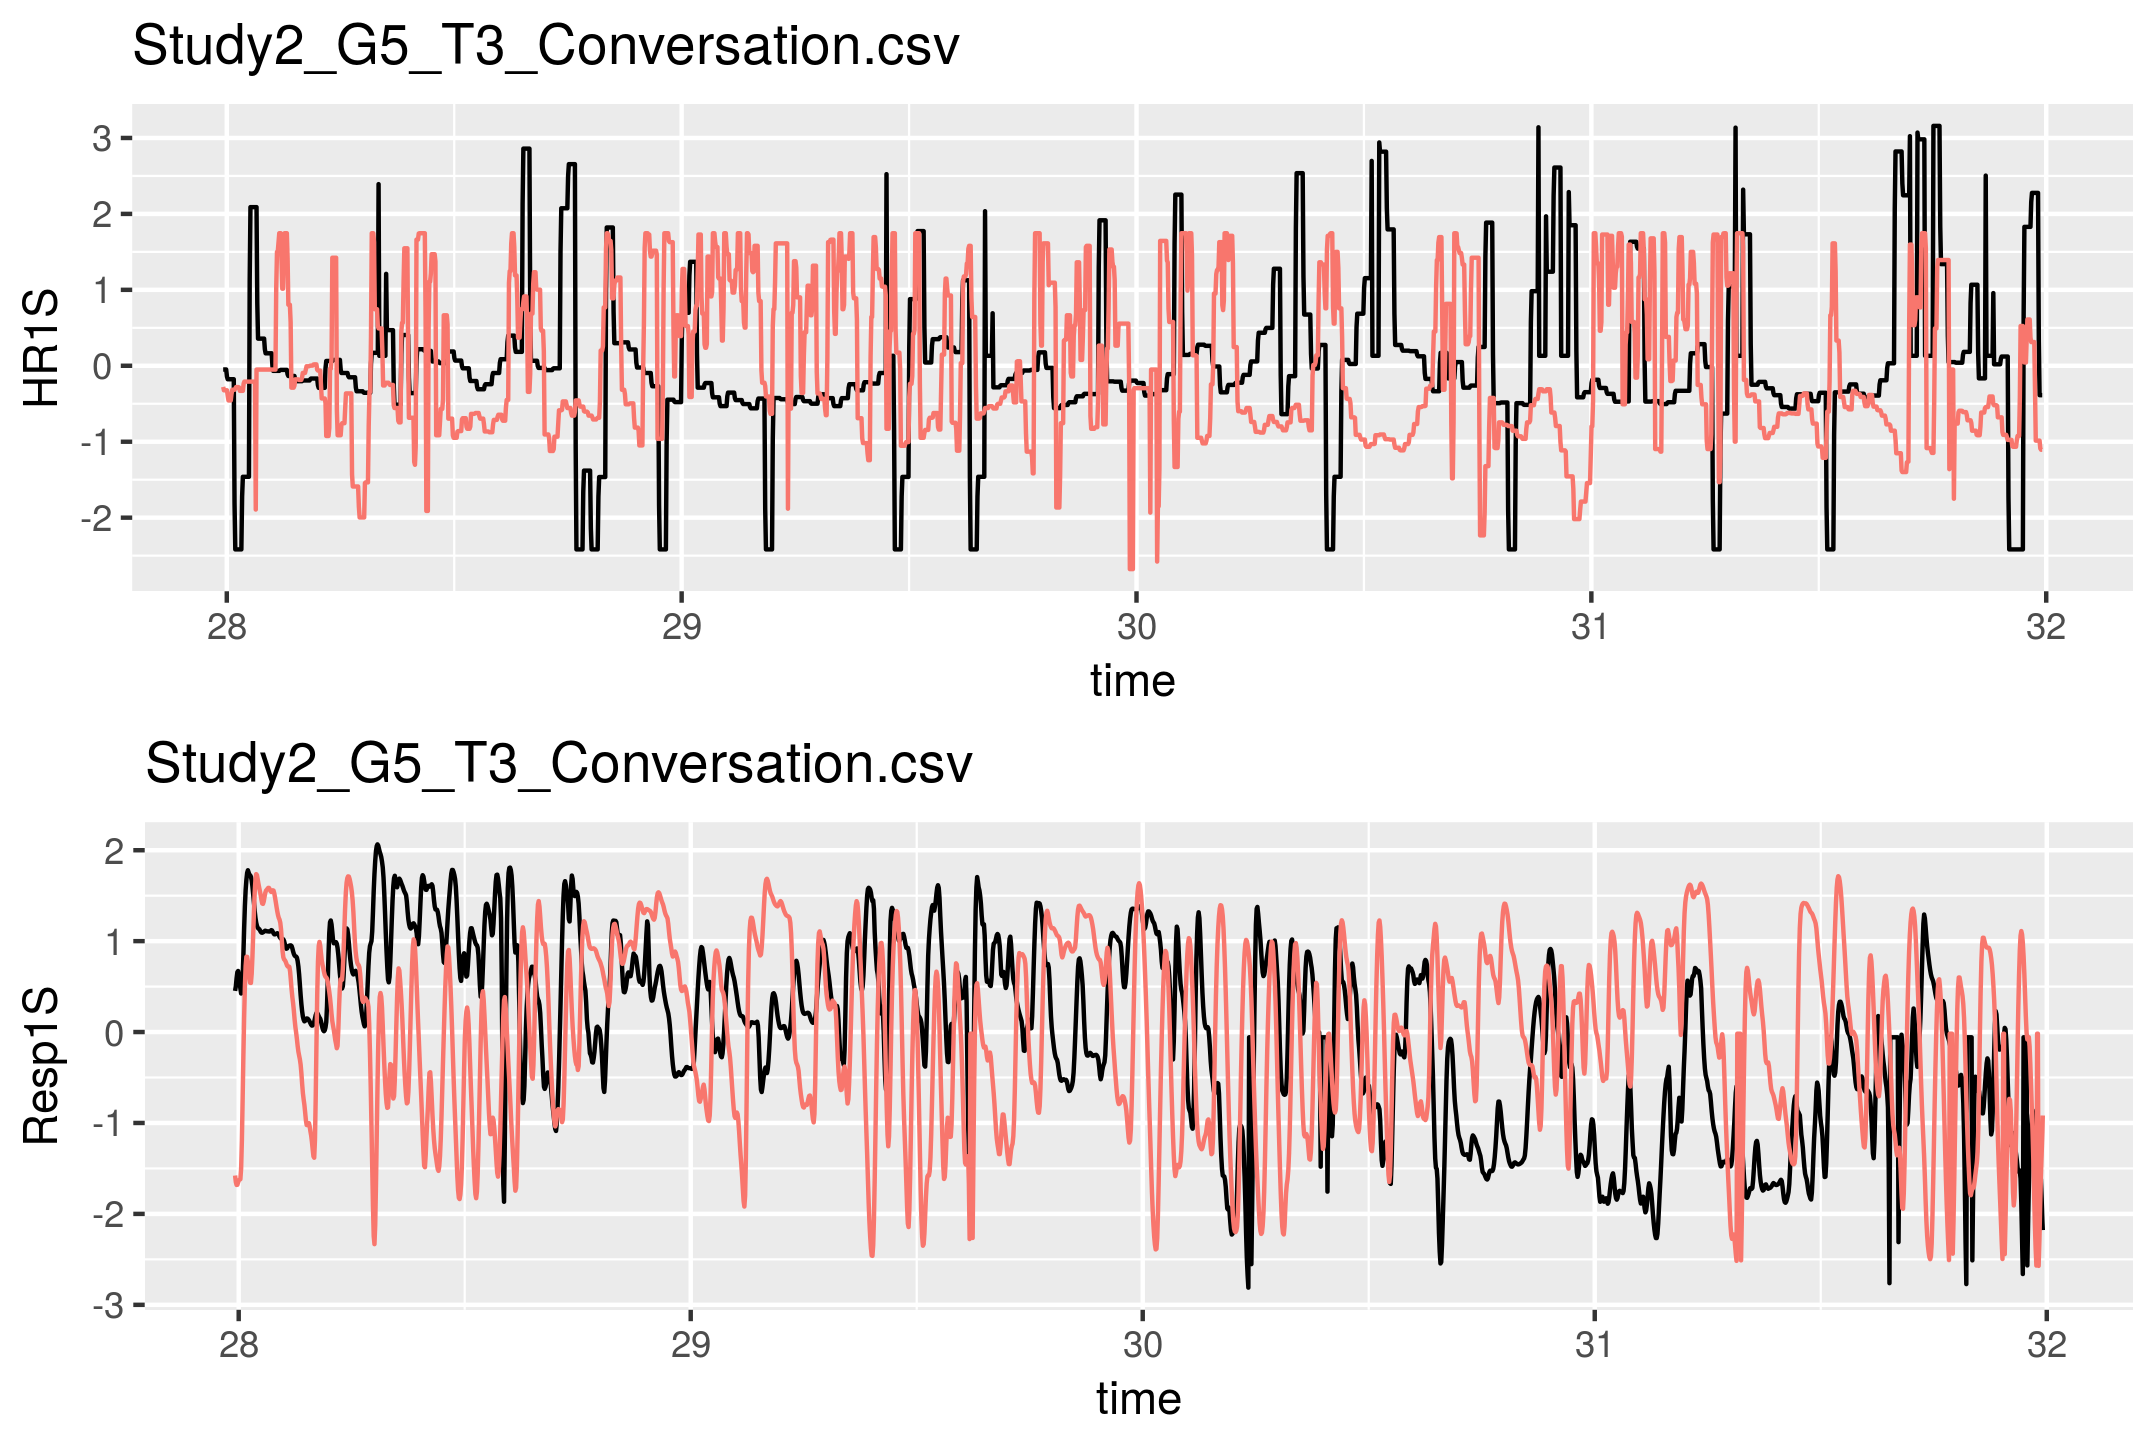 Study2_G5_T3_Conversation.csv
HR1S
3
2
1
0
-1
-2
28 29 30 31 32
time
Study2_G5_T3_Conversation.csv
Resp1S
2
1
0
-1
-2
-3
28 29 30 31 32
time